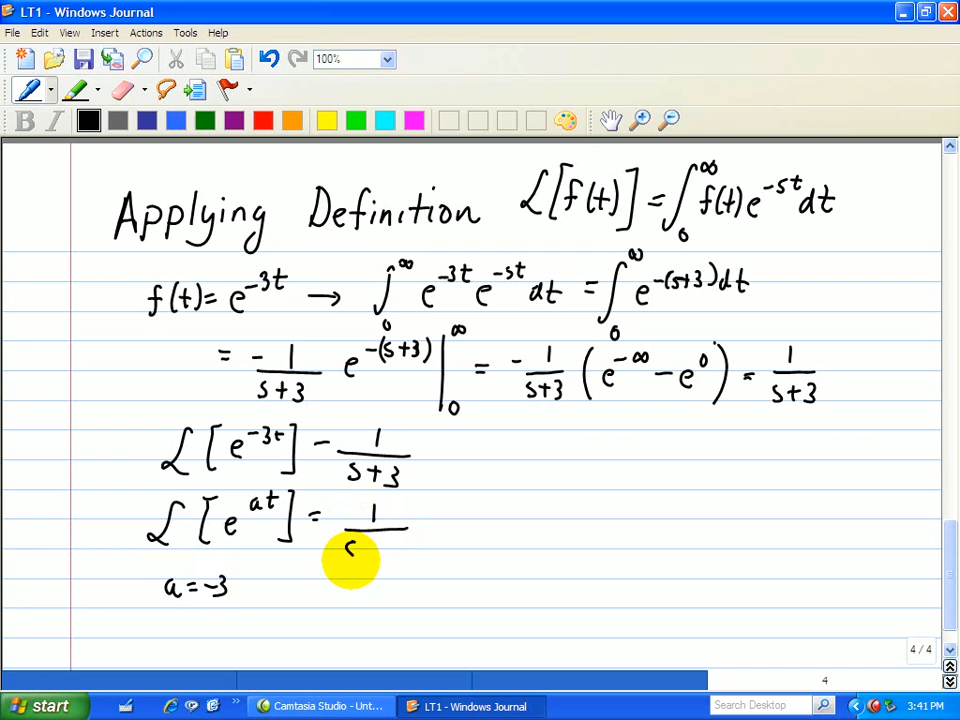 LT1 - Windows Journal
File Edit View Insert Actions Tools Help
100%
B I
Applying Definition ℒ[f(t)] = ∫₀^∞ f(t)e^{-st}dt
f(t) = e^{-3t} → ∫₀^∞ e^{-3t} e^{-st} dt = ∫₀^∞ e^{-(s+3)}dt
= -1/(s+3) e^{-(s+3)} |₀^∞ = -1/(s+3) (e^{-∞} - e^0) = 1/(s+3)
ℒ[e^{-3t}] - 1/(s+3)
ℒ[e^{at}] = 1/s
a = -3
4 / 4
4
start Camtasia Studio - Unt... LT1 - Windows Journal Search Desktop 3:41 PM